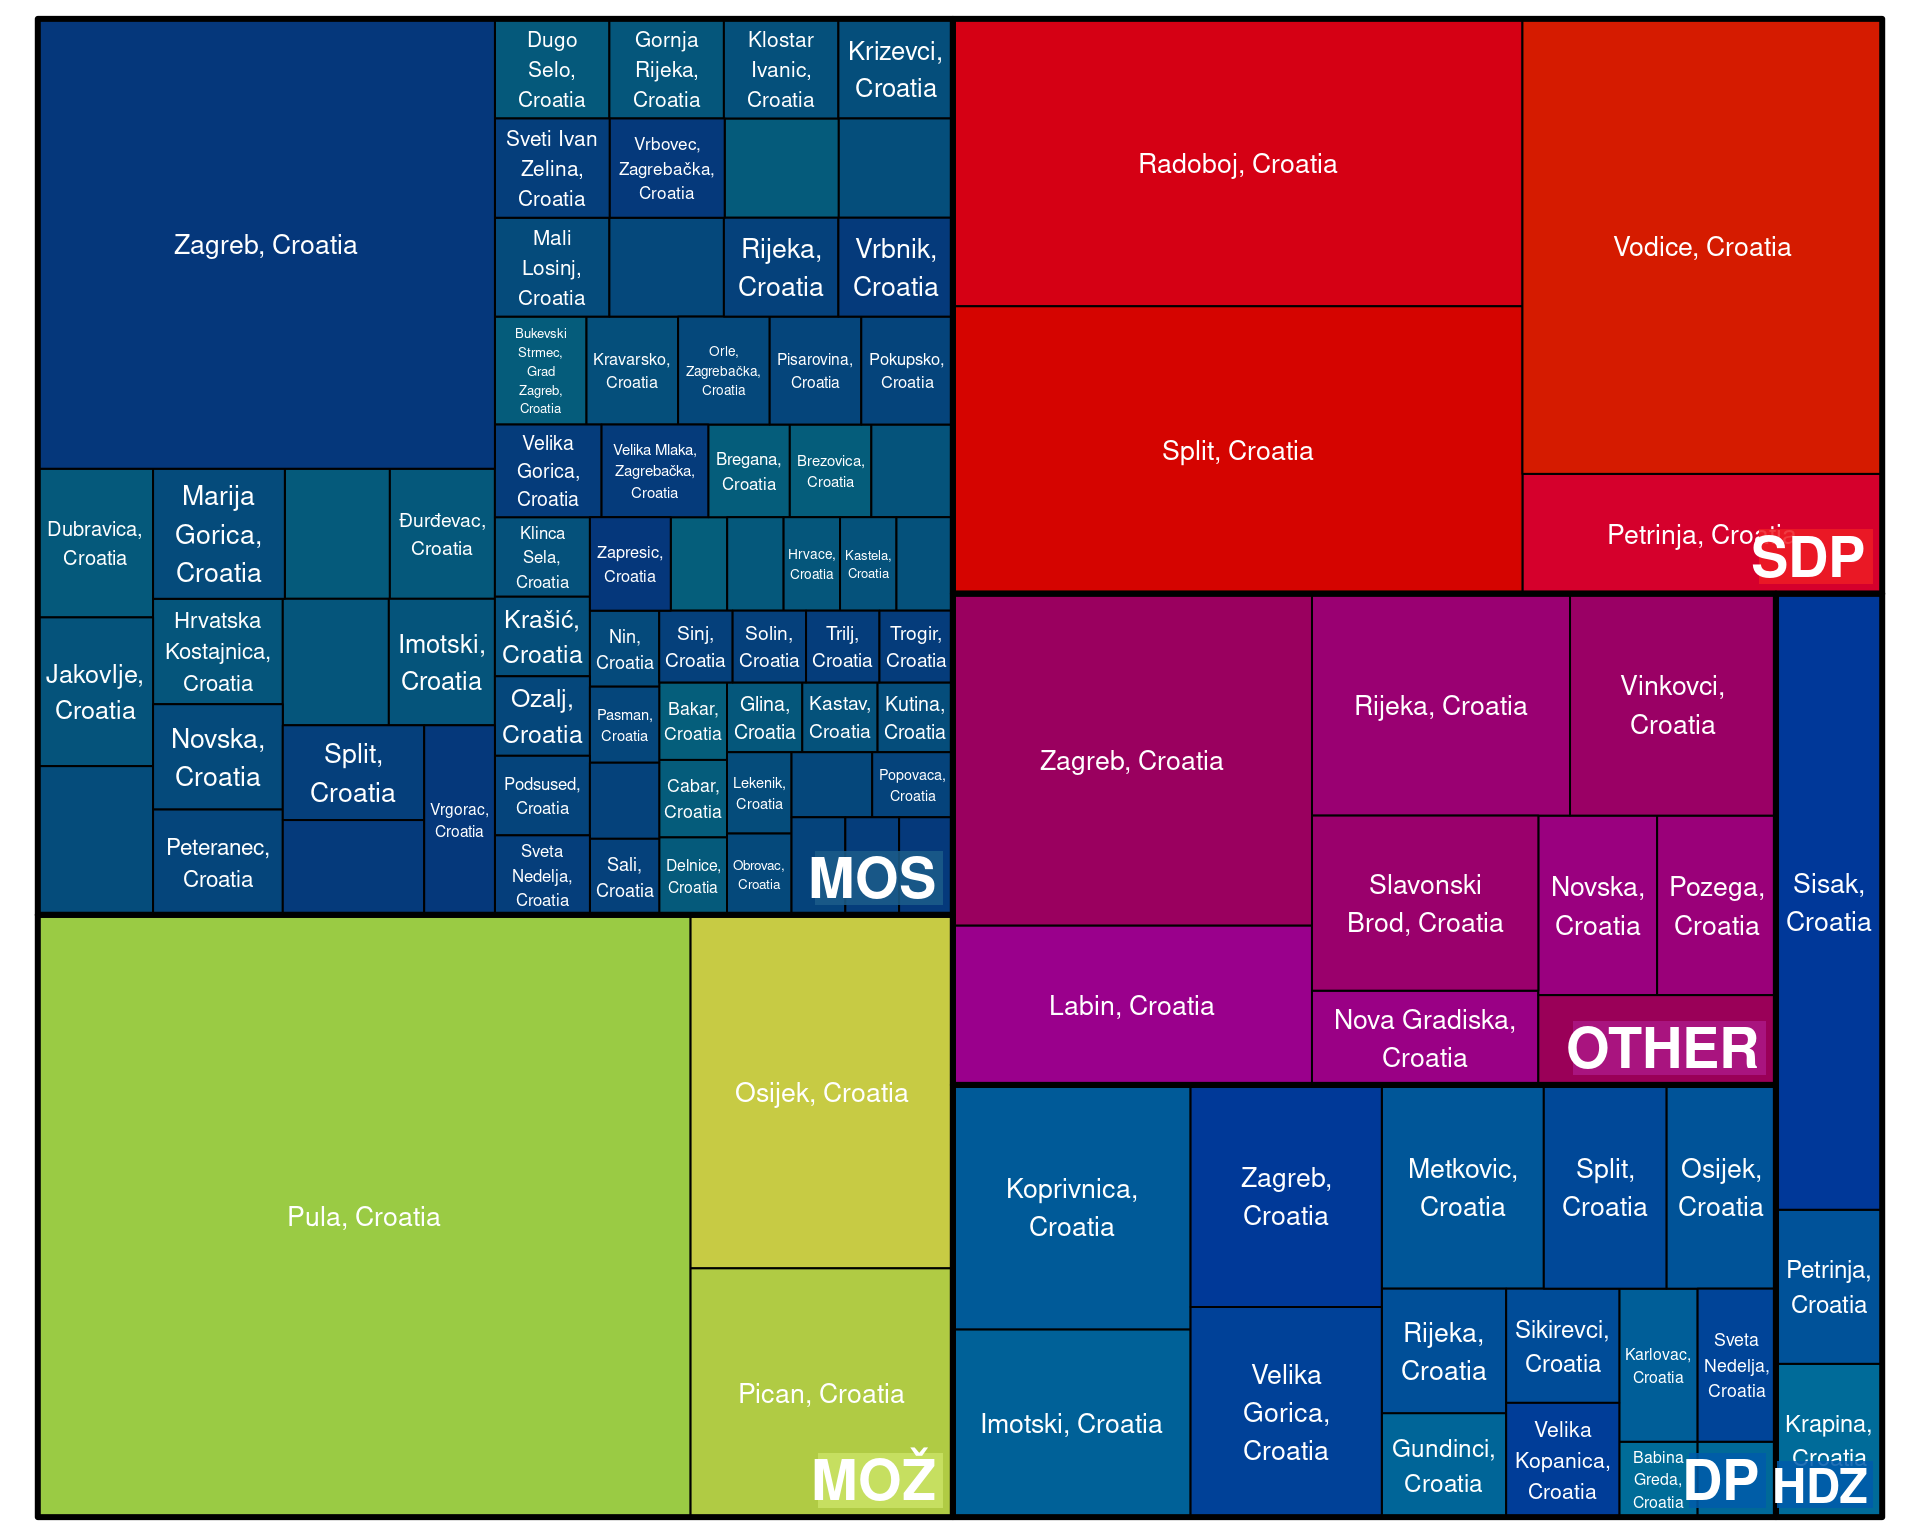 Zagreb, Croatia
Dugo
Selo,
Croatia
Gornja
Rijeka,
Croatia
Klostar
Ivanic,
Croatia
Krizevci,
Croatia
Sveti Ivan
Zelina,
Croatia
Vrbovec,
Zagrebačka,
Croatia
Mali
Losinj,
Croatia
Rijeka,
Croatia
Vrbnik,
Croatia
Bukevski
Strmec,
Grad
Zagreb,
Croatia
Kravarsko,
Croatia
Orle,
Zagrebačka,
Croatia
Pisarovina,
Croatia
Pokupsko,
Croatia
Velika
Gorica,
Croatia
Velika Mlaka,
Zagrebačka,
Croatia
Bregana,
Croatia
Brezovica,
Croatia
Dubravica,
Croatia
Marija
Gorica,
Croatia
Đurđevac,
Croatia
Klinca
Sela,
Croatia
Zapresic,
Croatia
Hrvace,
Croatia
Kastela,
Croatia
Jakovlje,
Croatia
Hrvatska
Kostajnica,
Croatia
Imotski,
Croatia
Krašić,
Croatia
Nin,
Croatia
Sinj,
Croatia
Solin,
Croatia
Trilj,
Croatia
Trogir,
Croatia
Novska,
Croatia
Split,
Croatia
Vrgorac,
Croatia
Ozalj,
Croatia
Pasman,
Croatia
Bakar,
Croatia
Glina,
Croatia
Kastav,
Croatia
Kutina,
Croatia
Peteranec,
Croatia
Podsused,
Croatia
Cabar,
Croatia
Lekenik,
Croatia
Popovaca,
Croatia
Sveta
Nedelja,
Croatia
Sali,
Croatia
Delnice,
Croatia
Obrovac,
Croatia
MOS
Pula, Croatia
Osijek, Croatia
Pican, Croatia
MOŽ
Radoboj, Croatia
Split, Croatia
Vodice, Croatia
Petrinja, Croatia
SDP
Zagreb, Croatia
Labin, Croatia
Rijeka, Croatia
Vinkovci,
Croatia
Slavonski
Brod, Croatia
Novska,
Croatia
Pozega,
Croatia
Nova Gradiska,
Croatia
OTHER
Koprivnica,
Croatia
Imotski, Croatia
Zagreb,
Croatia
Velika
Gorica,
Croatia
Metkovic,
Croatia
Split,
Croatia
Osijek,
Croatia
Rijeka,
Croatia
Sikirevci,
Croatia
Karlovac,
Croatia
Sveta
Nedelja,
Croatia
Gundinci,
Croatia
Velika
Kopanica,
Croatia
Babina
Greda,
Croatia
DP
Sisak,
Croatia
Petrinja,
Croatia
Krapina,
Croatia
HDZ